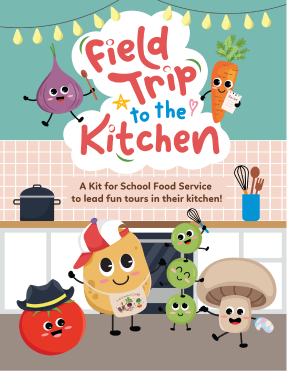 Field
Trip
to the
Kitchen
A Kit for School Food Service
to lead fun tours in their kitchen!